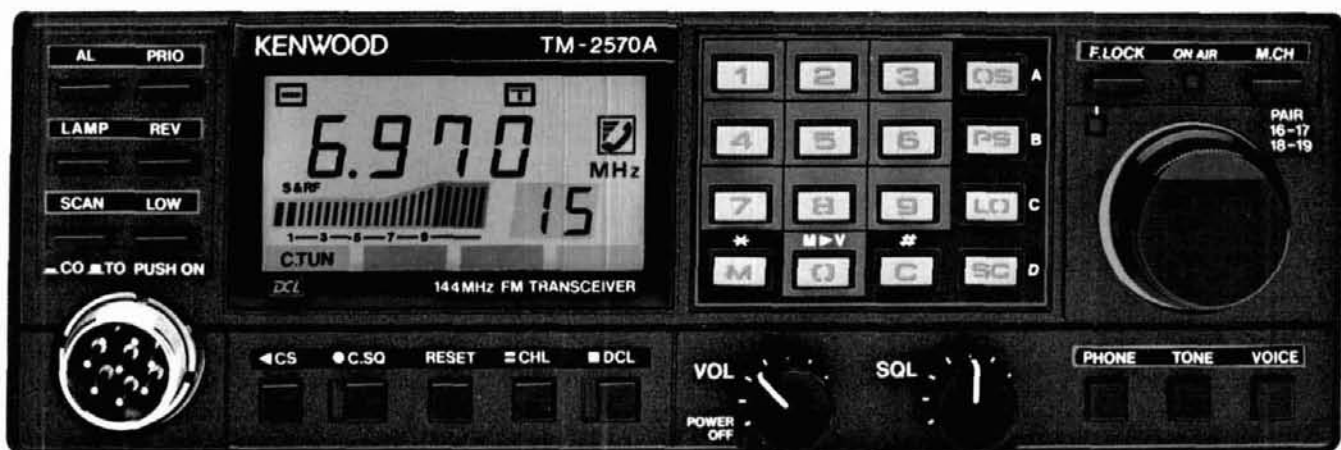 AL PRIO
LAMP REV
SCAN LOW
CO TO PUSH ON
KENWOOD TM-2570A
T
6.970
MHz
S&RF
15
1 3 5 7 9
C.TUN
DCL 144MHz FM TRANSCEIVER
1 2 3 OS A
4 5 6 PS B
7 8 9 LO C
* M▶V #
M 0 C SC D
F.LOCK ON AIR M.CH
PAIR
16-17
18-19
◀CS ●C.SQ RESET =CHL ■DCL
VOL SQL
POWER
OFF
PHONE TONE VOICE